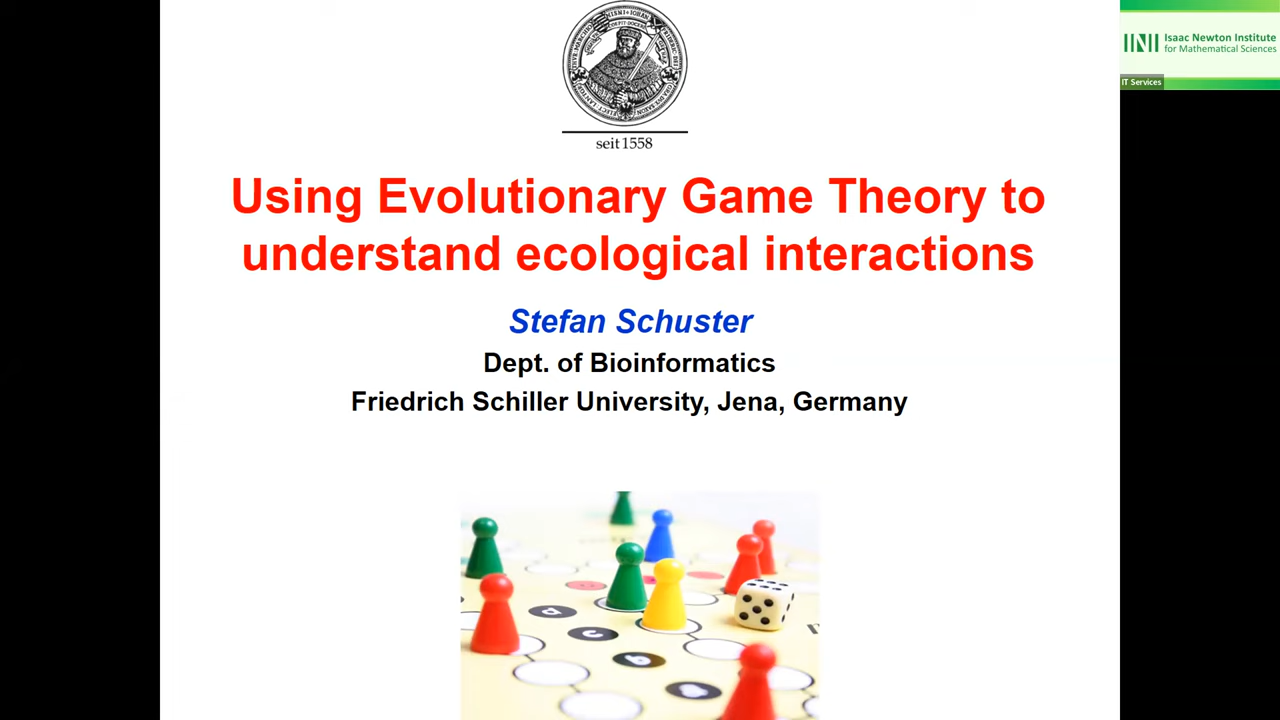 seit 1558
Using Evolutionary Game Theory to
understand ecological interactions
Stefan Schuster
Dept. of Bioinformatics
Friedrich Schiller University, Jena, Germany
a
c
b
Isaac Newton Institute
for Mathematical Sciences
IT Services